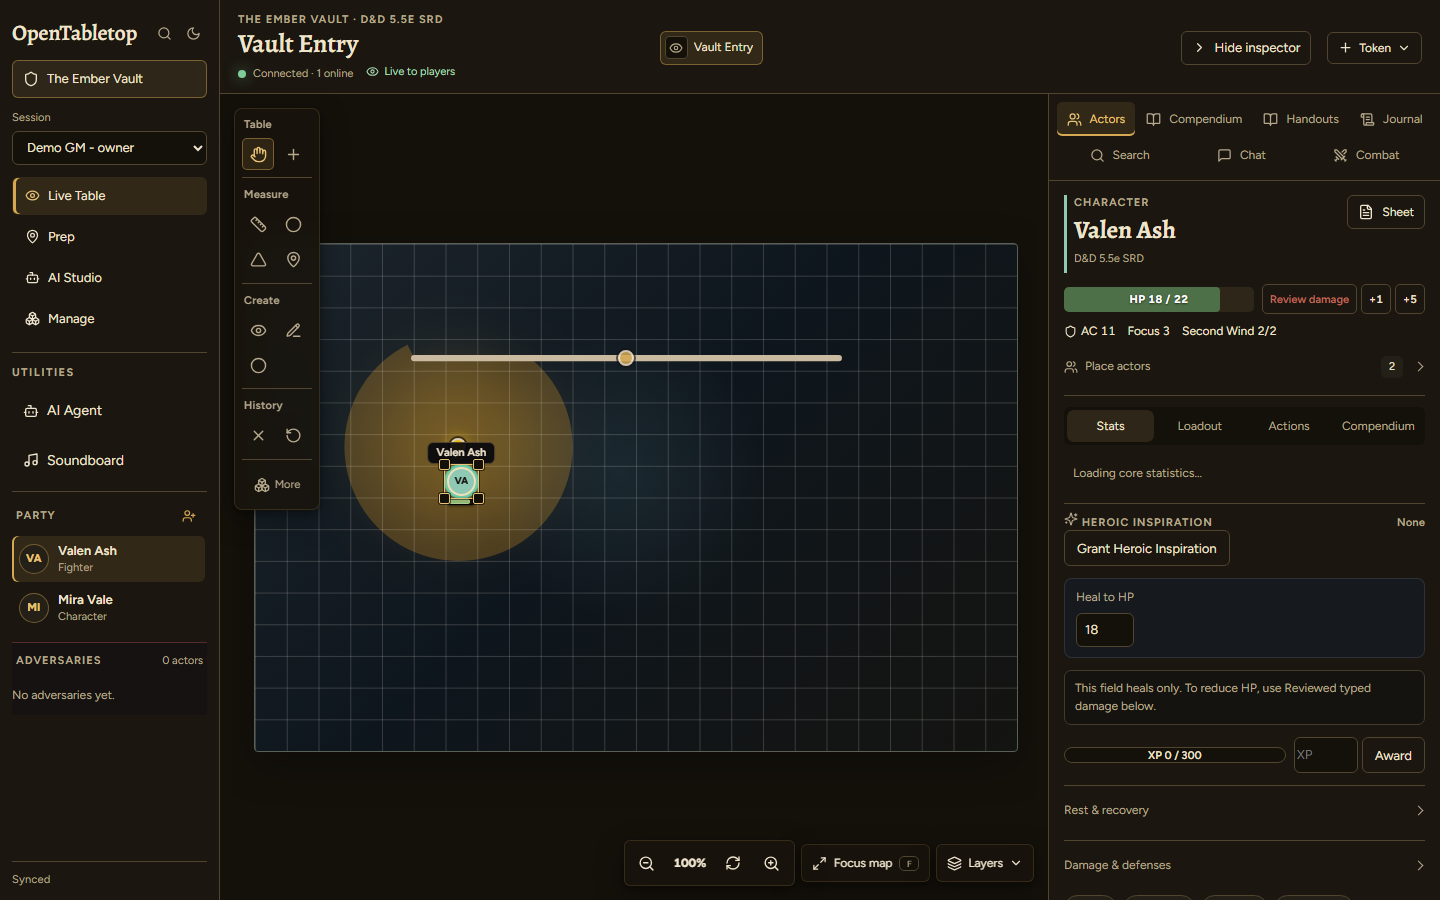 OpenTabletop
The Ember Vault
Session
Demo GM - owner
Live Table
Prep
AI Studio
Manage
UTILITIES
AI Agent
Soundboard
PARTY
VA
Valen Ash
Fighter
MI
Mira Vale
Character
ADVERSARIES
0 actors
No adversaries yet.
Synced
THE EMBER VAULT · D&D 5.5E SRD
Vault Entry
Connected · 1 online
Live to players
Vault Entry
Hide inspector
Token
Table
Measure
Create
History
More
Valen Ash
VA
100%
Focus map
F
Layers
Actors
Compendium
Handouts
Journal
Search
Chat
Combat
CHARACTER
Valen Ash
D&D 5.5e SRD
Sheet
HP 18 / 22
Review damage
+1
+5
AC 11
Focus 3
Second Wind 2/2
Place actors
2
Stats
Loadout
Actions
Compendium
Loading core statistics...
HEROIC INSPIRATION
None
Grant Heroic Inspiration
Heal to HP
18
This field heals only. To reduce HP, use Reviewed typed
damage below.
XP 0 / 300
XP
Award
Rest & recovery
Damage & defenses